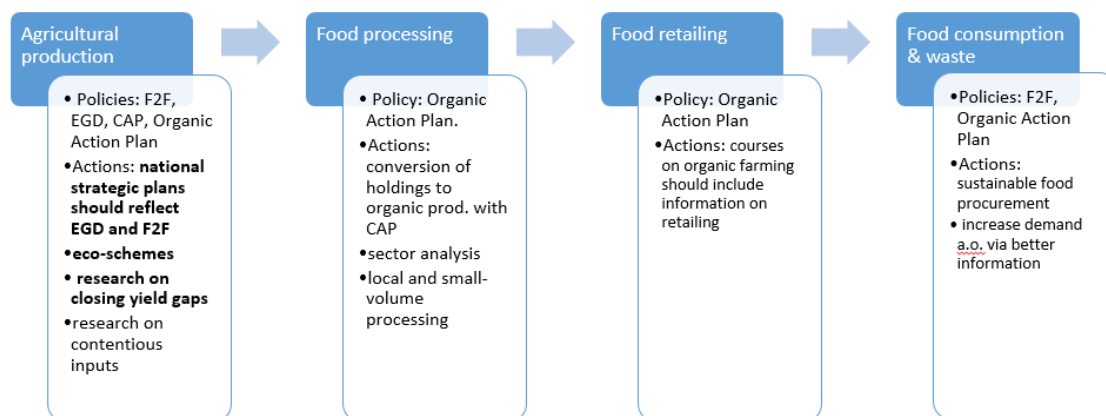 Agricultural
production
• Policies: F2F,
EGD, CAP, Organic
Action Plan
•Actions: national
strategic plans
should reflect
EGD and F2F
•eco-schemes
• research on
closing yield gaps
•research on
contentious
inputs
Food processing
• Policy: Organic
Action Plan.
•Actions:
conversion of
holdings to
organic prod. with
CAP
•sector analysis
•local and small-
volume
processing
Food retailing
•Policy: Organic
Action Plan
•Actions: courses
on organic farming
should include
information on
retailing
Food consumption
& waste
•Policies: F2F,
Organic Action
Plan
•Actions:
sustainable food
procurement
• increase demand
a.o. via better
information